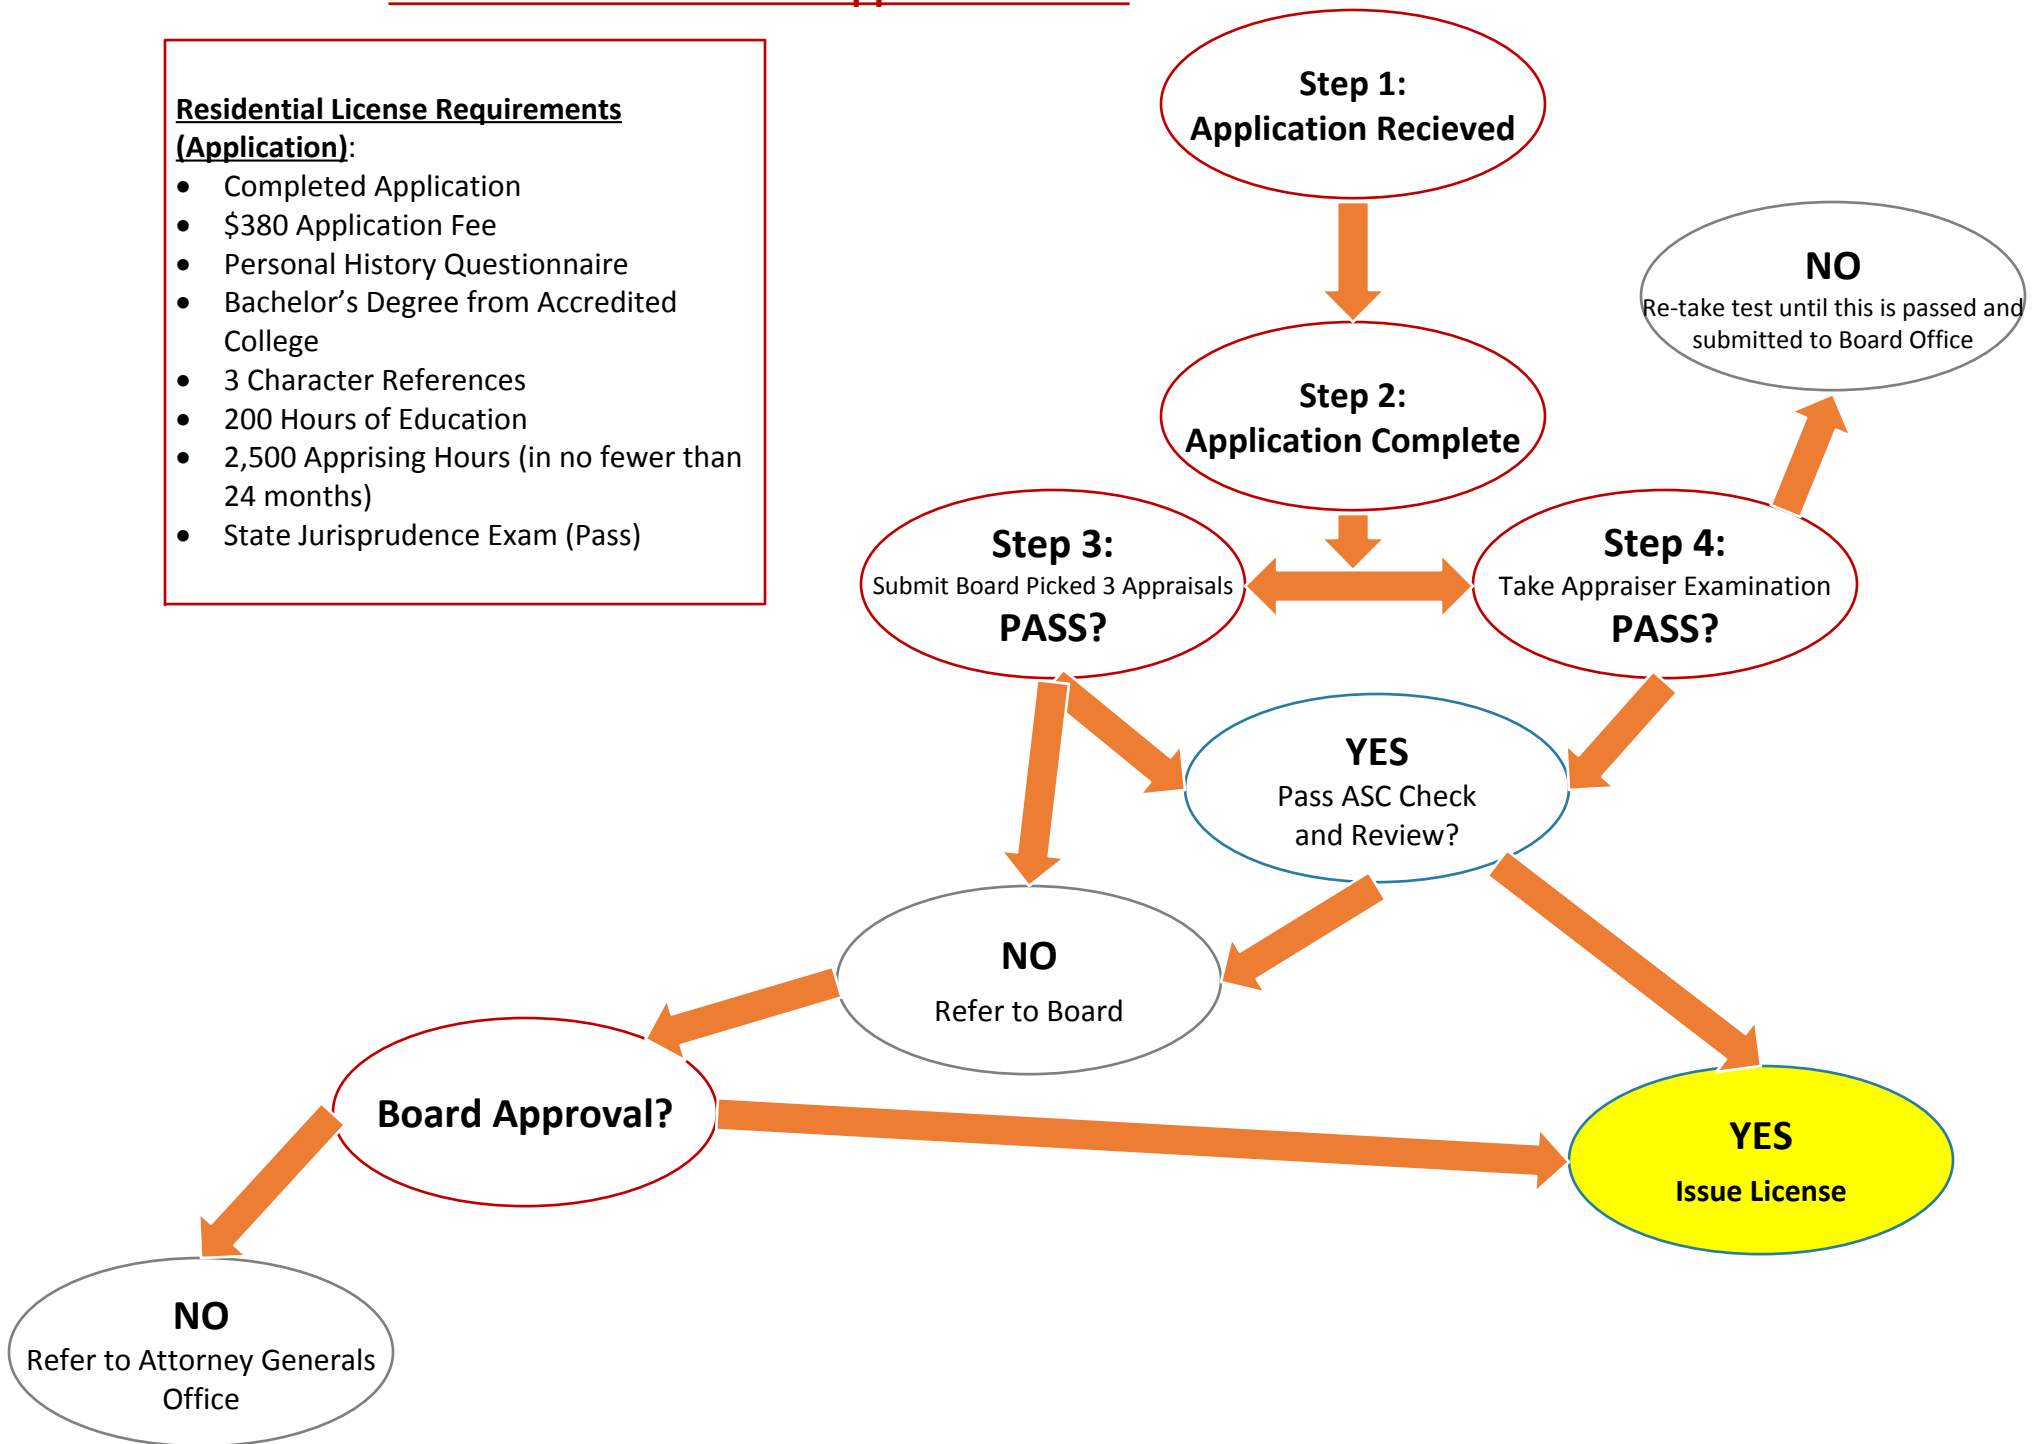 Residential License Requirements
(Application):
• Completed Application
• $380 Application Fee
• Personal History Questionnaire
• Bachelor’s Degree from Accredited
College
• 3 Character References
• 200 Hours of Education
• 2,500 Apprising Hours (in no fewer than
24 months)
• State Jurisprudence Exam (Pass)
Step 1:
Application Recieved
Step 2:
Application Complete
NO
Re-take test until this is passed and
submitted to Board Office
Step 3:
Submit Board Picked 3 Appraisals
PASS?
Step 4:
Take Appraiser Examination
PASS?
YES
Pass ASC Check
and Review?
NO
Refer to Board
Board Approval?
YES
Issue License
NO
Refer to Attorney Generals
Office